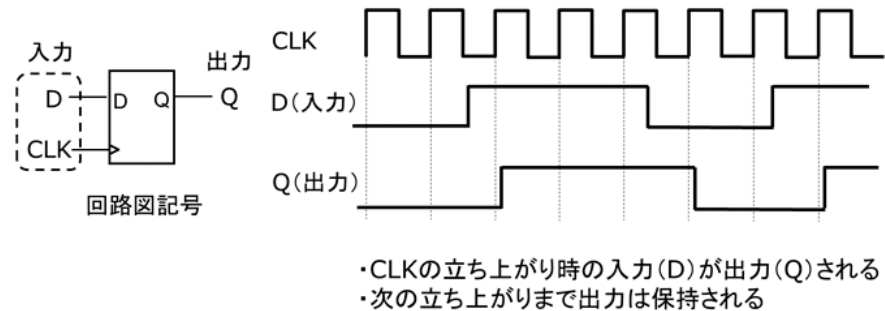 入力
D
CLK
D
Q
出力
Q
回路図記号
CLK
D(入力)
Q(出力)
・CLKの立ち上がり時の入力(D)が出力(Q)される
・次の立ち上がりまで出力は保持される